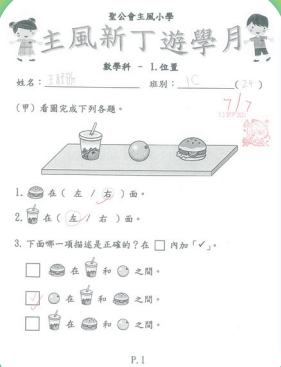 聖公會主風小學
主風新丁遊學月
數學科 - 1.位置
姓名: 班別: 1C (24)
7/7
(甲) 看圖完成下列各題。
1. 在 ( 左 / 右 ) 面。
2. 在 ( 左 / 右 ) 面。
3. 下面哪一項描述是正確的?在 □ 內加「✓」。
□ 在 和 之間。
□ ✓ 在 和 之間。
□ 在 和 之間。
P.1